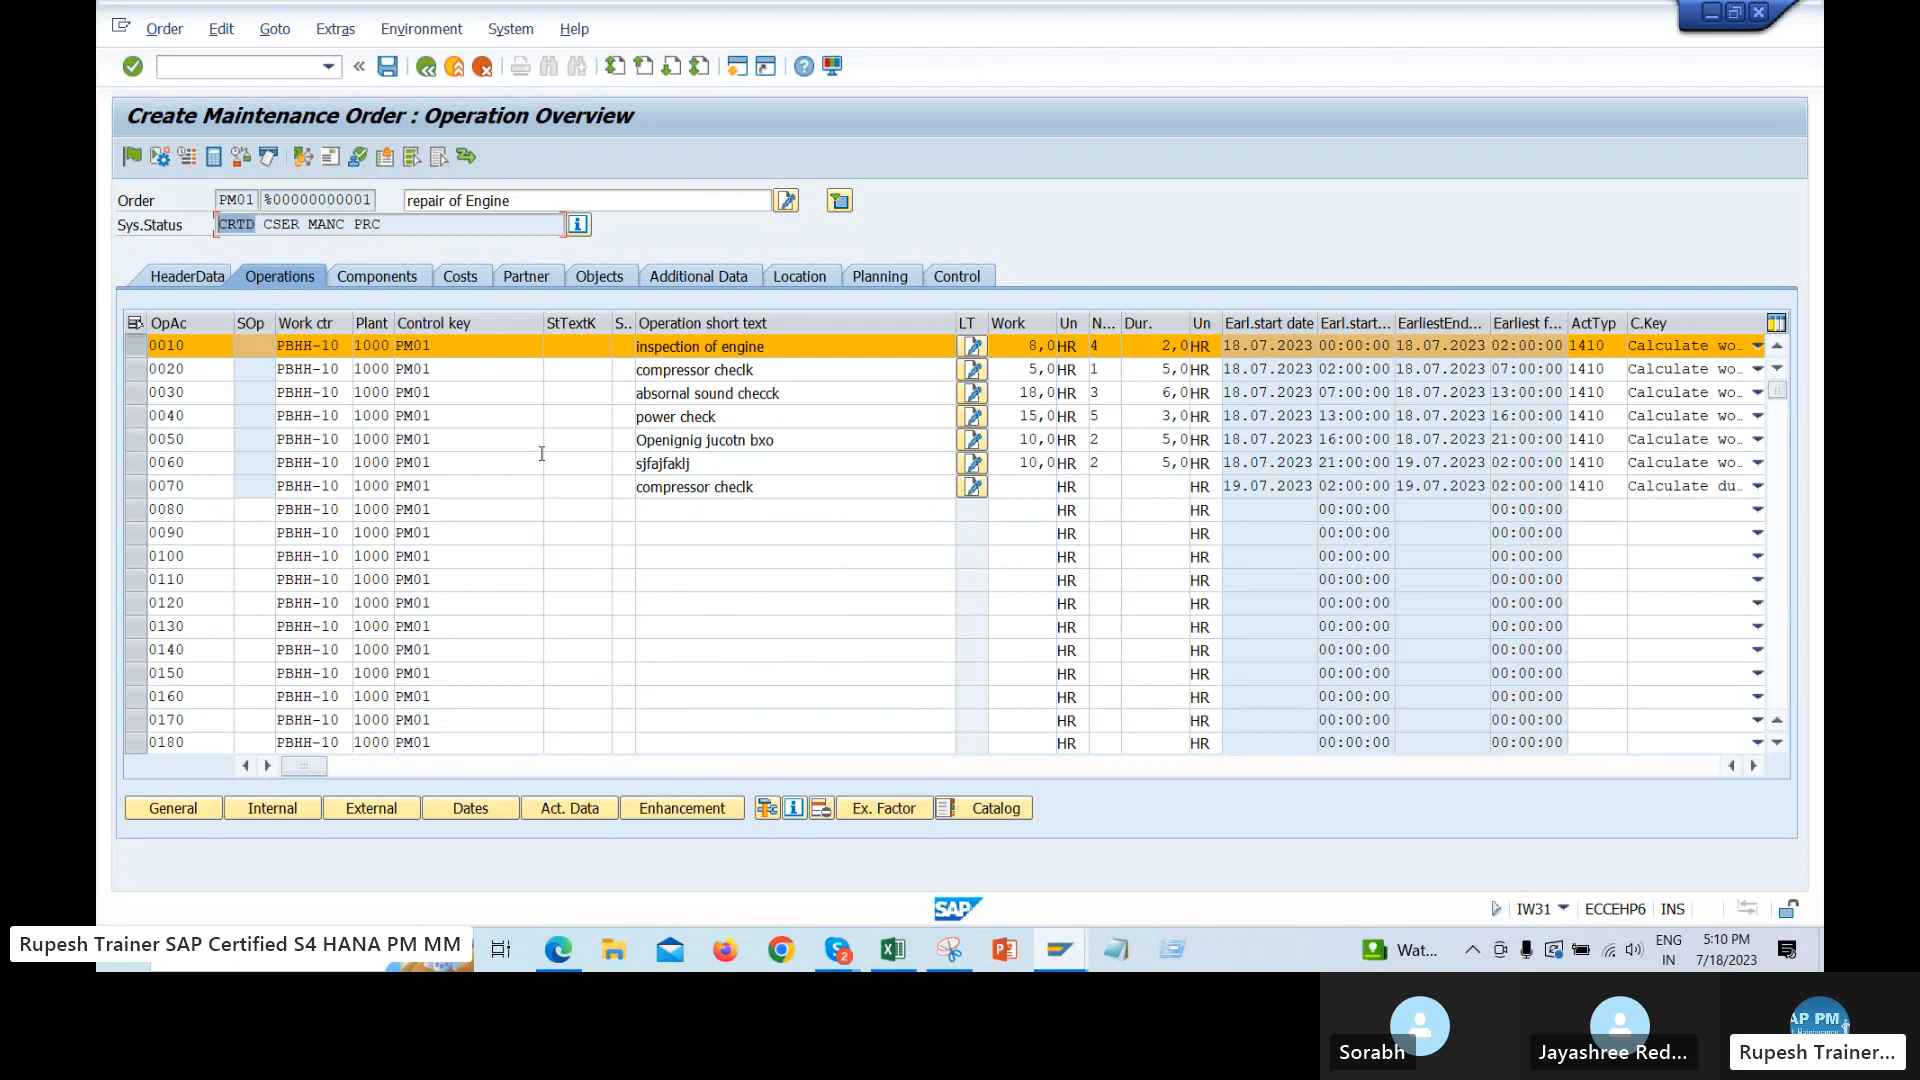 Order Edit Goto Extras Environment System Help
Create Maintenance Order : Operation Overview
Order PM01 %00000000001 repair of Engine
Sys.Status CRTD CSER MANC PRC
HeaderData Operations Components Costs Partner Objects Additional Data Location Planning Control
OpAc SOp Work ctr Plant Control key StTextK S.. Operation short text LT Work Un N... Dur. Un Earl.start date Earl.start... EarliestEnd... Earliest f... ActTyp C.Key
0010 PBHH-10 1000 PM01 inspection of engine 8,0 HR 4 2,0 HR 18.07.2023 00:00:00 18.07.2023 02:00:00 1410 Calculate wo..
0020 PBHH-10 1000 PM01 compressor checlk 5,0 HR 1 5,0 HR 18.07.2023 02:00:00 18.07.2023 07:00:00 1410 Calculate wo..
0030 PBHH-10 1000 PM01 absornal sound checck 18,0 HR 3 6,0 HR 18.07.2023 07:00:00 18.07.2023 13:00:00 1410 Calculate wo..
0040 PBHH-10 1000 PM01 power check 15,0 HR 5 3,0 HR 18.07.2023 13:00:00 18.07.2023 16:00:00 1410 Calculate wo..
0050 PBHH-10 1000 PM01 Openignig jucotn bxo 10,0 HR 2 5,0 HR 18.07.2023 16:00:00 18.07.2023 21:00:00 1410 Calculate wo..
0060 PBHH-10 1000 PM01 sjfajfaklj 10,0 HR 2 5,0 HR 18.07.2023 21:00:00 19.07.2023 02:00:00 1410 Calculate wo..
0070 PBHH-10 1000 PM01 compressor checlk HR HR 19.07.2023 02:00:00 19.07.2023 02:00:00 1410 Calculate du..
0080 PBHH-10 1000 PM01 HR HR 00:00:00 00:00:00
0090 PBHH-10 1000 PM01 HR HR 00:00:00 00:00:00
0100 PBHH-10 1000 PM01 HR HR 00:00:00 00:00:00
0110 PBHH-10 1000 PM01 HR HR 00:00:00 00:00:00
0120 PBHH-10 1000 PM01 HR HR 00:00:00 00:00:00
0130 PBHH-10 1000 PM01 HR HR 00:00:00 00:00:00
0140 PBHH-10 1000 PM01 HR HR 00:00:00 00:00:00
0150 PBHH-10 1000 PM01 HR HR 00:00:00 00:00:00
0160 PBHH-10 1000 PM01 HR HR 00:00:00 00:00:00
0170 PBHH-10 1000 PM01 HR HR 00:00:00 00:00:00
0180 PBHH-10 1000 PM01 HR HR 00:00:00 00:00:00
General Internal External Dates Act. Data Enhancement Ex. Factor Catalog
SAP IW31 ECCEHP6 INS
Rupesh Trainer SAP Certified S4 HANA PM MM 2 Wat... ENG 5:10 PM
IN 7/18/2023
AP PM
Sorabh Jayashree Red... Rupesh Trainer...